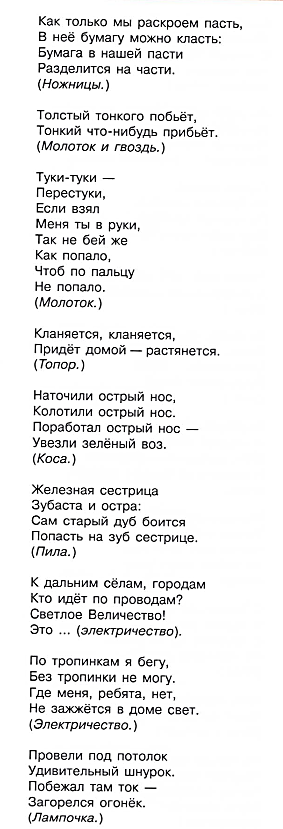 Как только мы раскроем пасть,
В неё бумагу можно класть:
Бумага в нашей пасти
Разделится на части.
(Ножницы.)
Толстый тонкого побьёт,
Тонкий что-нибудь прибьёт.
(Молоток и гвоздь.)
Туки-туки —
Перестуки,
Если взял
Меня ты в руки,
Так не бей же
Как попало,
Чтоб по пальцу
Не попало.
(Молоток.)
Кланяется, кланяется,
Придёт домой — растянется.
(Топор.)
Наточили острый нос,
Колотили острый нос.
Поработал острый нос —
Увезли зелёный воз.
(Коса.)
Железная сестрица
Зубаста и остра:
Сам старый дуб боится
Попасть на зуб сестрице.
(Пила.)
К дальним сёлам, городам
Кто идёт по проводам?
Светлое Величество!
Это ... (электричество).
По тропинкам я бегу,
Без тропинки не могу.
Где меня, ребята, нет,
Не зажжётся в доме свет.
(Электричество.)
Провели под потолок
Удивительный шнурок.
Побежал там ток —
Загорелся огонёк.
(Лампочка.)